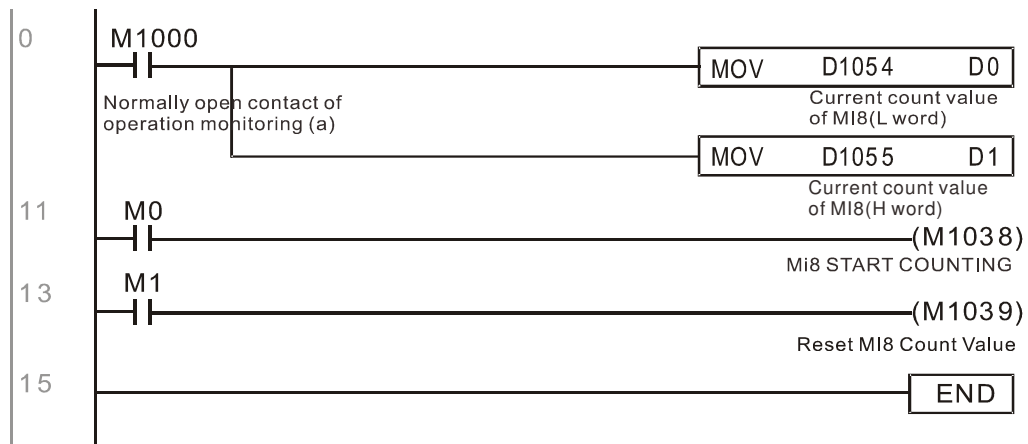 0
M1000
MOV D1054 D0
Normally open contact of
operation monitoring (a)
Current count value
of MI8(L word)
MOV D1055 D1
Current count value
of MI8(H word)
11
M0
(M1038)
Mi8 START COUNTING
13
M1
(M1039)
Reset MI8 Count Value
15
END